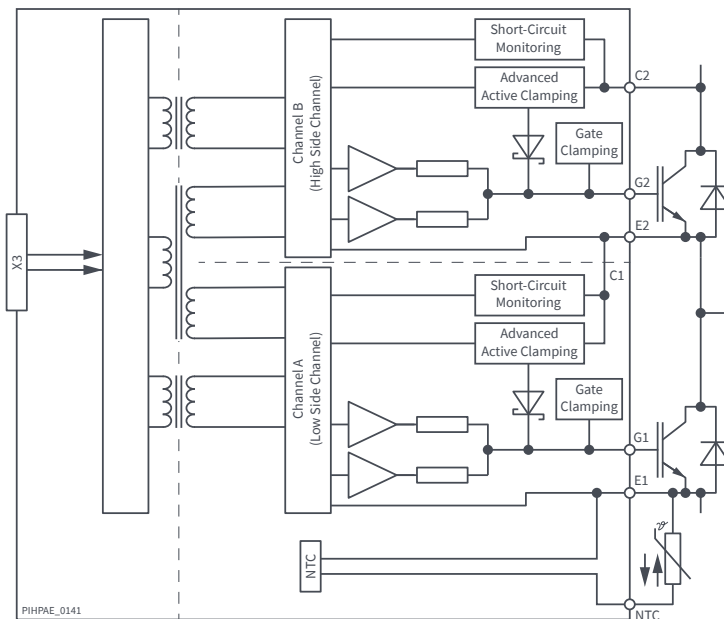 Short-Circuit
Monitoring
C2
Advanced
Active Clamping
Channel B
(High Side Channel)
Gate
Clamping
G2
E2
X3
C1
Short-Circuit
Monitoring
Advanced
Active Clamping
Channel A
(Low Side Channel)
Gate
Clamping
G1
E1
ϑ
NTC
PIHPAE_0141
NTC